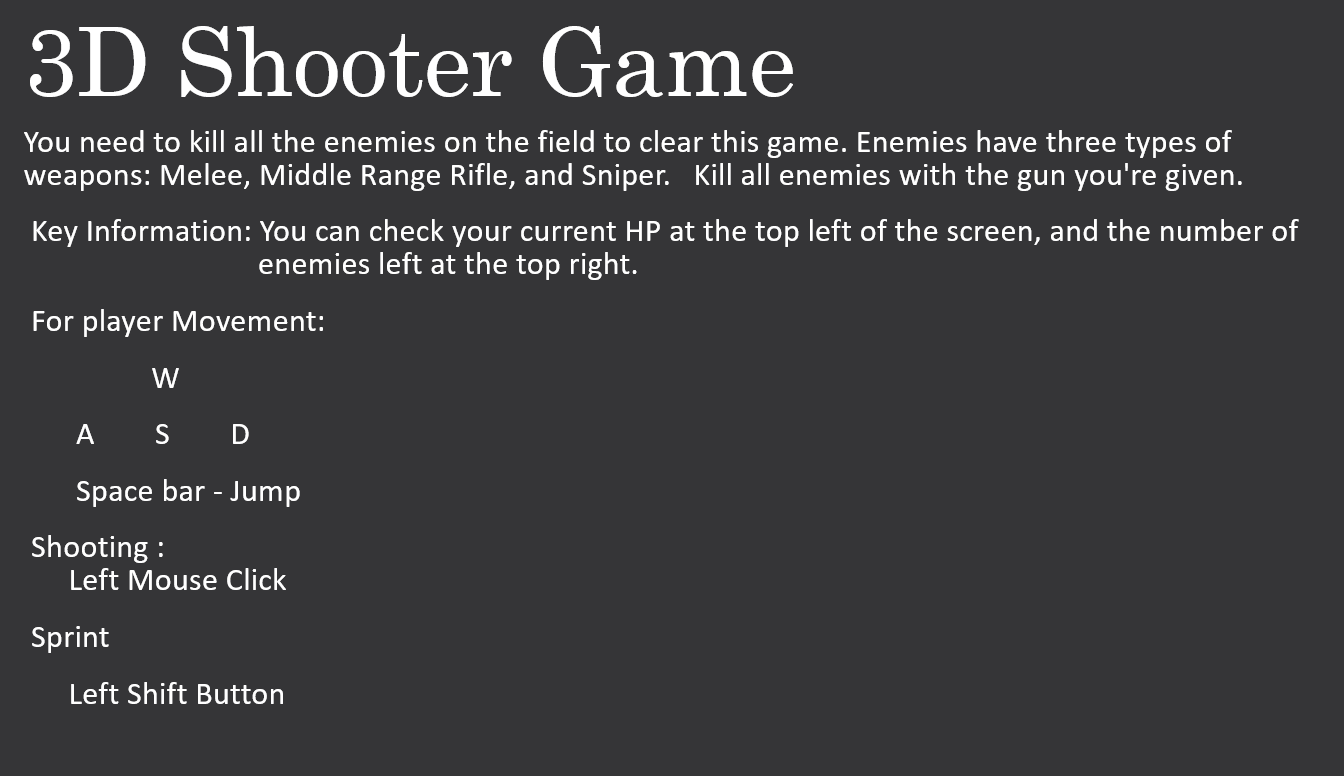 3D Shooter Game
You need to kill all the enemies on the field to clear this game. Enemies have three types of
weapons: Melee, Middle Range Rifle, and Sniper.   Kill all enemies with the gun you're given.
Key Information: You can check your current HP at the top left of the screen, and the number of
enemies left at the top right.
For player Movement:
W
A S D
Space bar - Jump
Shooting :
Left Mouse Click
Sprint
Left Shift Button